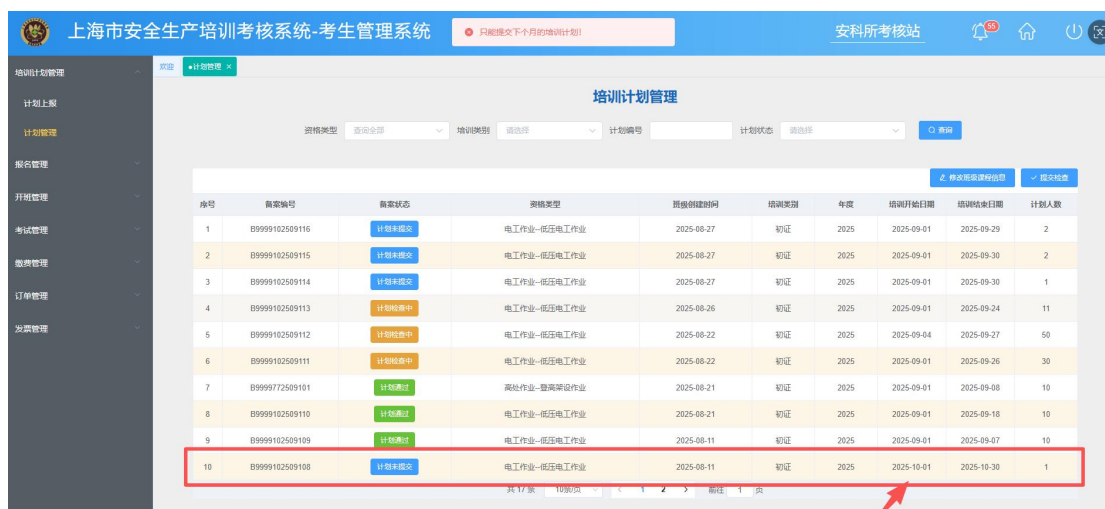 上海市安全生产培训考核系统-考生管理系统
只能提交下个月的培训计划!
安科所考核站
55
培训计划管理
欢迎
计划管理 ×
计划上报
计划管理
报名管理
开班管理
考试管理
缴费管理
订单管理
发票管理
培训计划管理
资格类型 查询全部 培训类别 请选择 计划编号 计划状态 请选择 查询
修改班级课程信息 提交检查
序号 备案编号 备案状态 资格类型 班级创建时间 培训类别 年度 培训开始日期 培训结束日期 计划人数
1 B9999102509116 计划未提交 电工作业--低压电工作业 2025-08-27 初证 2025 2025-09-01 2025-09-29 2
2 B9999102509115 计划未提交 电工作业--低压电工作业 2025-08-27 初证 2025 2025-09-01 2025-09-30 2
3 B9999102509114 计划未提交 电工作业--低压电工作业 2025-08-27 初证 2025 2025-09-01 2025-09-30 1
4 B9999102509113 计划检查中 电工作业--低压电工作业 2025-08-26 初证 2025 2025-09-01 2025-09-24 11
5 B9999102509112 计划检查中 电工作业--低压电工作业 2025-08-22 初证 2025 2025-09-04 2025-09-27 50
6 B9999102509111 计划检查中 电工作业--低压电工作业 2025-08-22 初证 2025 2025-09-01 2025-09-26 30
7 B9999772509101 计划通过 高处作业--登高架设作业 2025-08-21 初证 2025 2025-09-01 2025-09-08 10
8 B9999102509110 计划通过 电工作业--低压电工作业 2025-08-21 初证 2025 2025-09-01 2025-09-18 10
9 B9999102509109 计划通过 电工作业--低压电工作业 2025-08-11 初证 2025 2025-09-01 2025-09-07 10
10 B9999102509108 计划未提交 电工作业--低压电工作业 2025-08-11 初证 2025 2025-10-01 2025-10-30 1
共 17 条 10条/页 1 2 前往 1 页